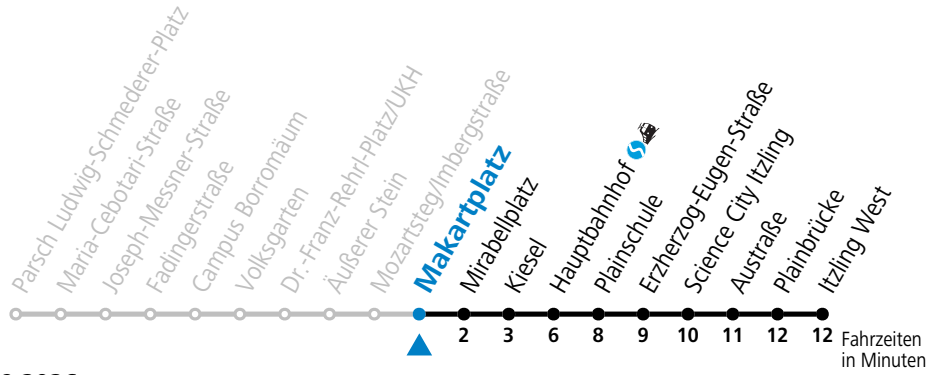 Parsch Ludwig-Schmederer-Platz
Maria-Cebotari-Straße
Joseph-Messner-Straße
Fadingerstraße
Campus Borromäum
Volksgarten
Dr.-Franz-Rehrl-Platz/UKH
Äußerer Stein
Mozartsteg/Imbergstraße
Makartplatz
Mirabellplatz
Kiesel
Hauptbahnhof
Plainschule
Erzherzog-Eugen-Straße
Science City Itzling
Austraße
Plainbrücke
Itzling West
2 3 6 8 9 10 11 12 12 Fahrzeiten
in Minuten